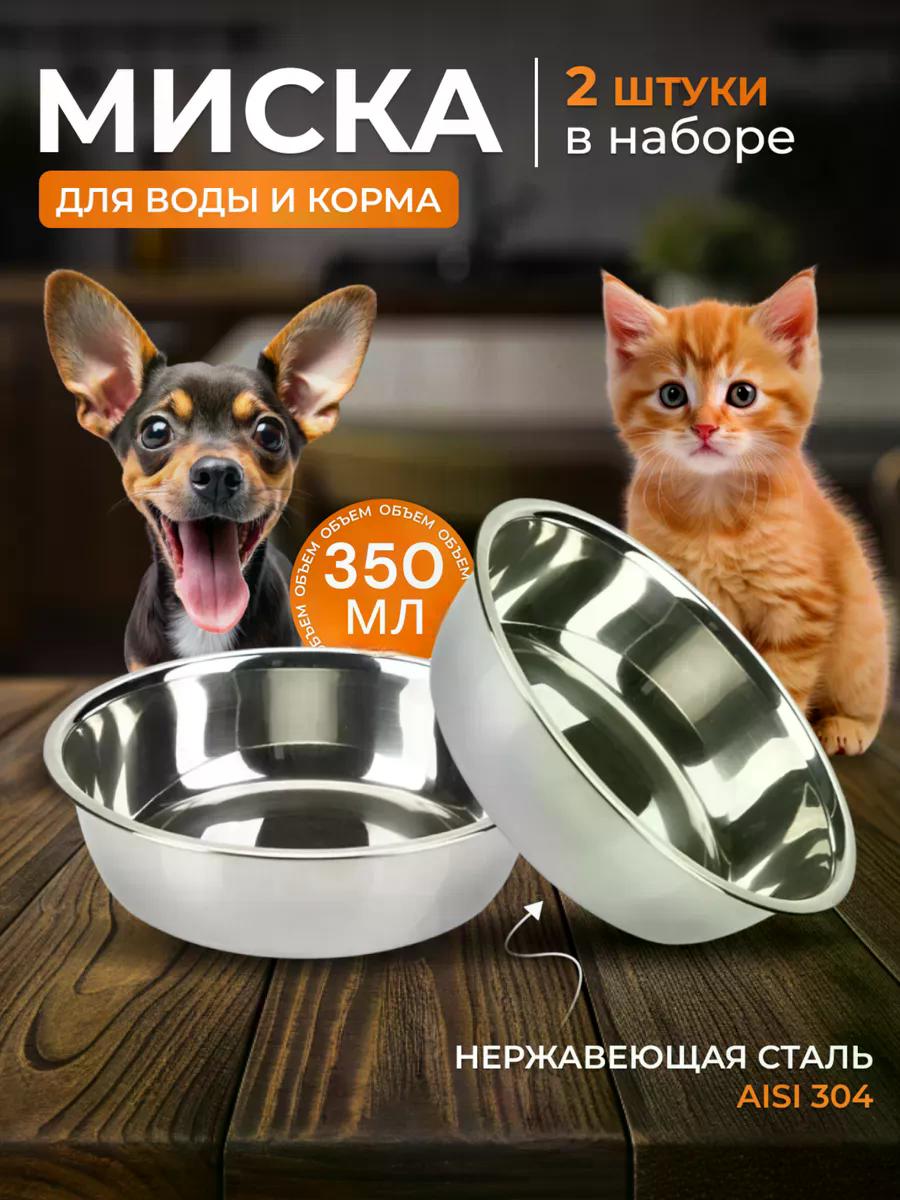 МИСКА
2 ШТУКИ
в наборе
ДЛЯ ВОДЫ И КОРМА
ОБЪЕМ ОБЪЕМ ОБЪЕМ ОБЪЕМ
350
МЛ
НЕРЖАВЕЮЩАЯ СТАЛЬ
AISI 304